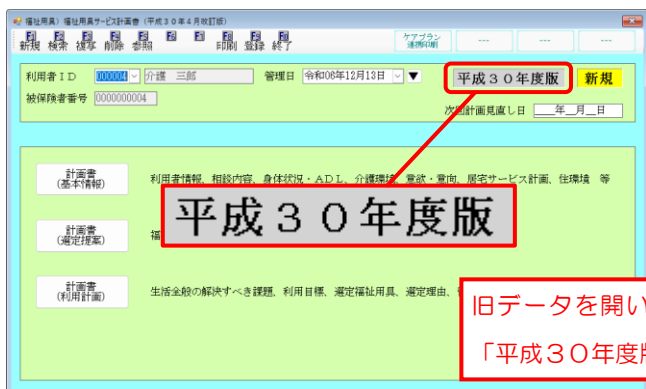 福祉用具）福祉用具サービス計画書（平成30年4月改訂版）
新規 検索 複写 削除 参照 印刷 登録 終了
ケアプラン
連携印刷
--- --- ---
利用者ＩＤ 000004 介護 三郎 管理日 令和06年12月13日 ▼ 平成３０年度版 新規
被保険者番号 0000000004
次回計画見直し日 年 月 日
計画書
（基本情報）
利用者情報、相談内容、身体状況・ＡＤＬ、介護環境、意欲・意向、居宅サービス計画、住環境 等
平成３０年度版
計画書
（選定提案）
福
計画書
（利用計画）
生活全般の解決すべき課題、利用目標、選定福祉用具、選定理由、
旧データを開い
「平成３０年度版